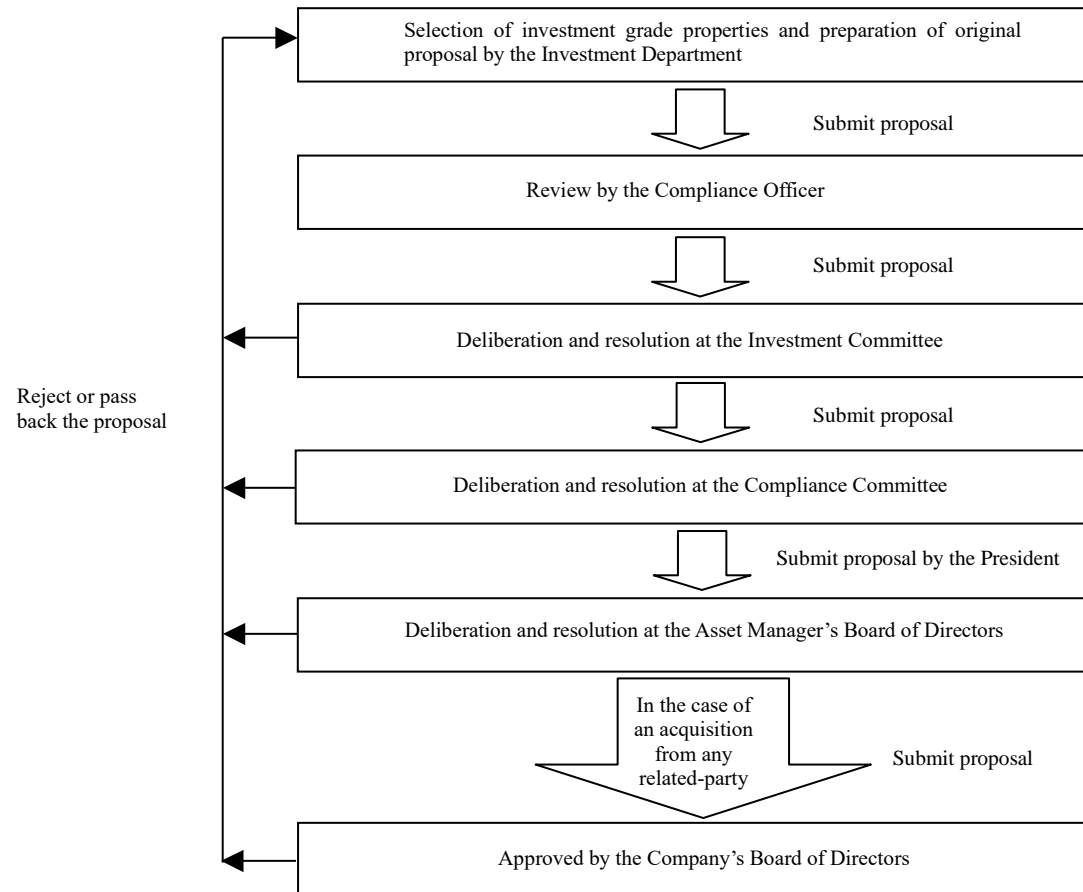 Selection of investment grade properties and preparation of original
proposal by the Investment Department
Submit proposal
Review by the Compliance Officer
Submit proposal
Deliberation and resolution at the Investment Committee
Reject or pass
back the proposal
Submit proposal
Deliberation and resolution at the Compliance Committee
Submit proposal by the President
Deliberation and resolution at the Asset Manager’s Board of Directors
In the case of
an acquisition
from any
related-party
Submit proposal
Approved by the Company’s Board of Directors